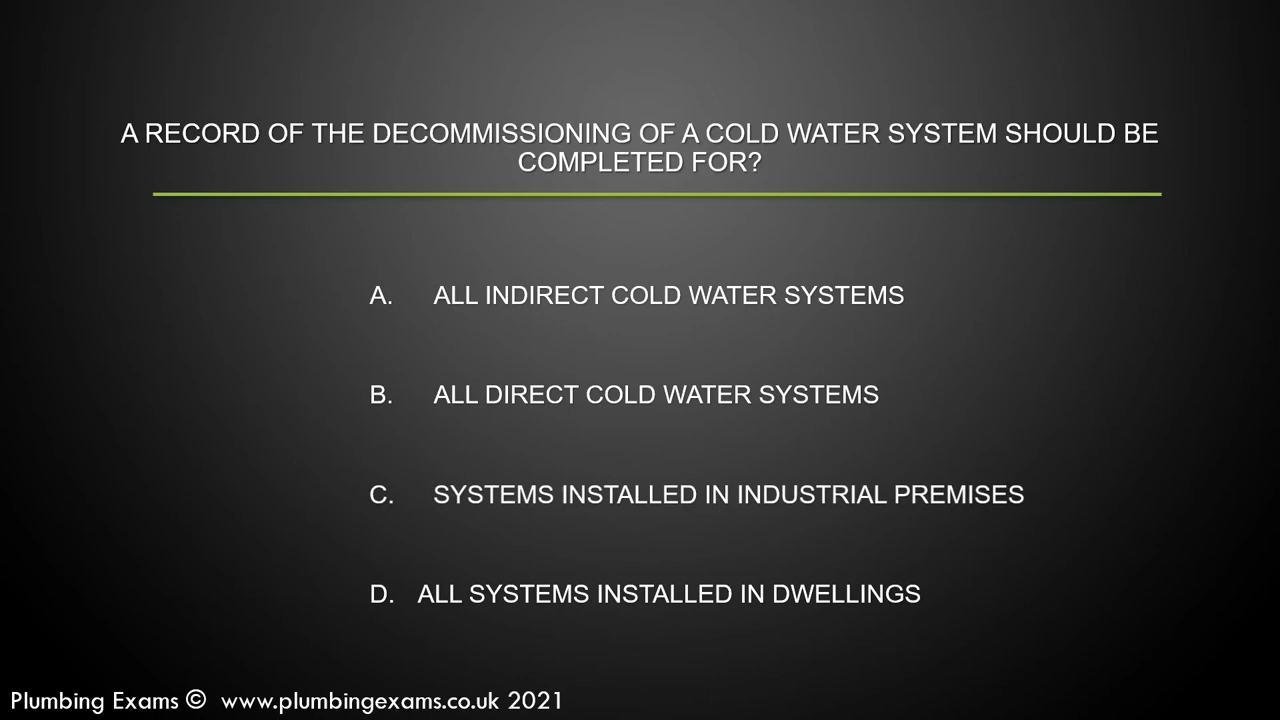 A RECORD OF THE DECOMMISSIONING OF A COLD WATER SYSTEM SHOULD BE
COMPLETED FOR?
A. ALL INDIRECT COLD WATER SYSTEMS
B. ALL DIRECT COLD WATER SYSTEMS
C. SYSTEMS INSTALLED IN INDUSTRIAL PREMISES
D. ALL SYSTEMS INSTALLED IN DWELLINGS
Plumbing Exams © www.plumbingexams.co.uk 2021